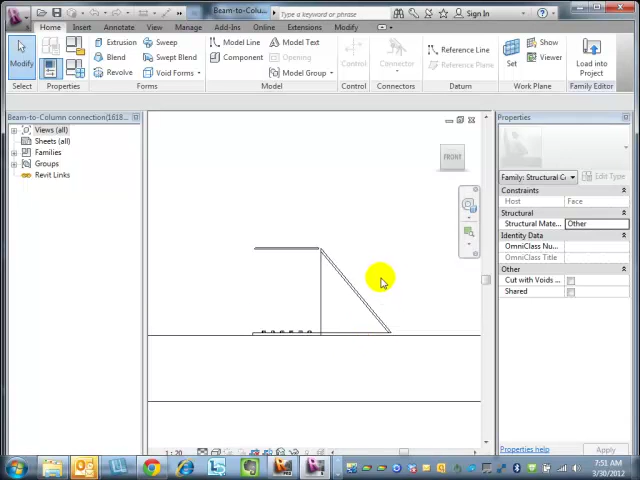 Beam-to-Colu...
Type a keyword or phrase
Sign In
Home Insert Annotate View Manage Add-Ins Online Extensions Modify
Modify
Extrusion Sweep
Blend Swept Blend
Revolve Void Forms
Model Line Model Text
Component Opening
Model Group
Control
Connector
Reference Line
Reference Plane
Set
Show
Viewer
Load into
Project
Select Properties Forms Model Control Connectors Datum Work Plane Family Editor
Beam-to-Column connection(1618...
Views (all)
Sheets (all)
Families
Groups
Revit Links
FRONT
1 : 20
Properties
Family: Structural C
Edit Type
Constraints
Host Face
Structural
Structural Mate... Other
Identity Data
OmniClass Nu...
OmniClass Title
Other
Cut with Voids ...
Shared
Properties help
Apply
7:51 AM
3/30/2012